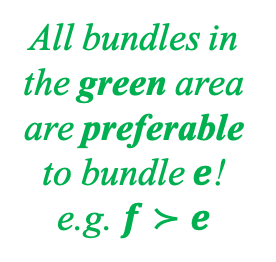 All bundles in
the green area
are preferable
to bundle e!
e.g. f ≻ e